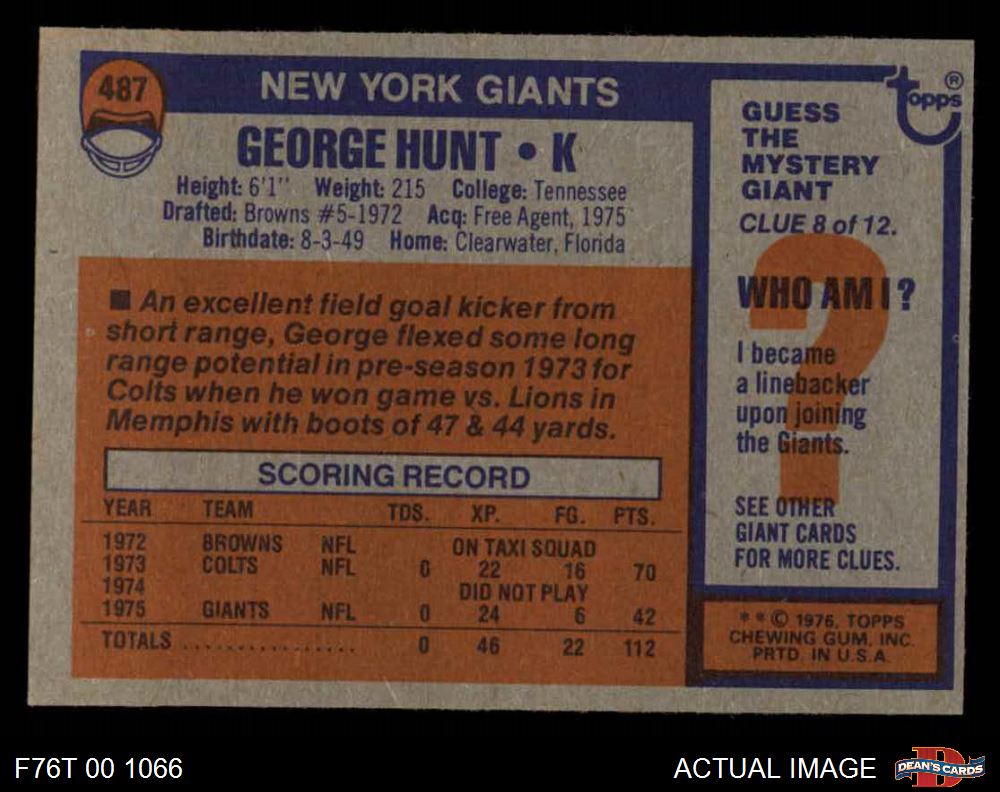 487
NEW YORK GIANTS
GEORGE HUNT • K
Height: 6'1" Weight: 215 College: Tennessee
Drafted: Browns #5-1972 Acq: Free Agent, 1975
Birthdate: 8-3-49 Home: Clearwater, Florida
■ An excellent field goal kicker from
short range, George flexed some long
range potential in pre-season 1973 for
Colts when he won game vs. Lions in
Memphis with boots of 47 & 44 yards.
SCORING RECORD
YEAR TEAM TDS. XP. FG. PTS.
1972 BROWNS NFL ON TAXI SQUAD
1973 COLTS NFL 0 22 16 70
1974 DID NOT PLAY
1975 GIANTS NFL 0 24 6 42
TOTALS ................ 0 46 22 112
topps ®
GUESS
THE
MYSTERY
GIANT
CLUE 8 of 12.
?
WHO AM I?
I became
a linebacker
upon joining
the Giants.
SEE OTHER
GIANT CARDS
FOR MORE CLUES.
* * © 1976, TOPPS
CHEWING GUM, INC.
PRTD. IN U.S.A.
F76T 00 1066
ACTUAL IMAGE
D
DEAN'S CARDS